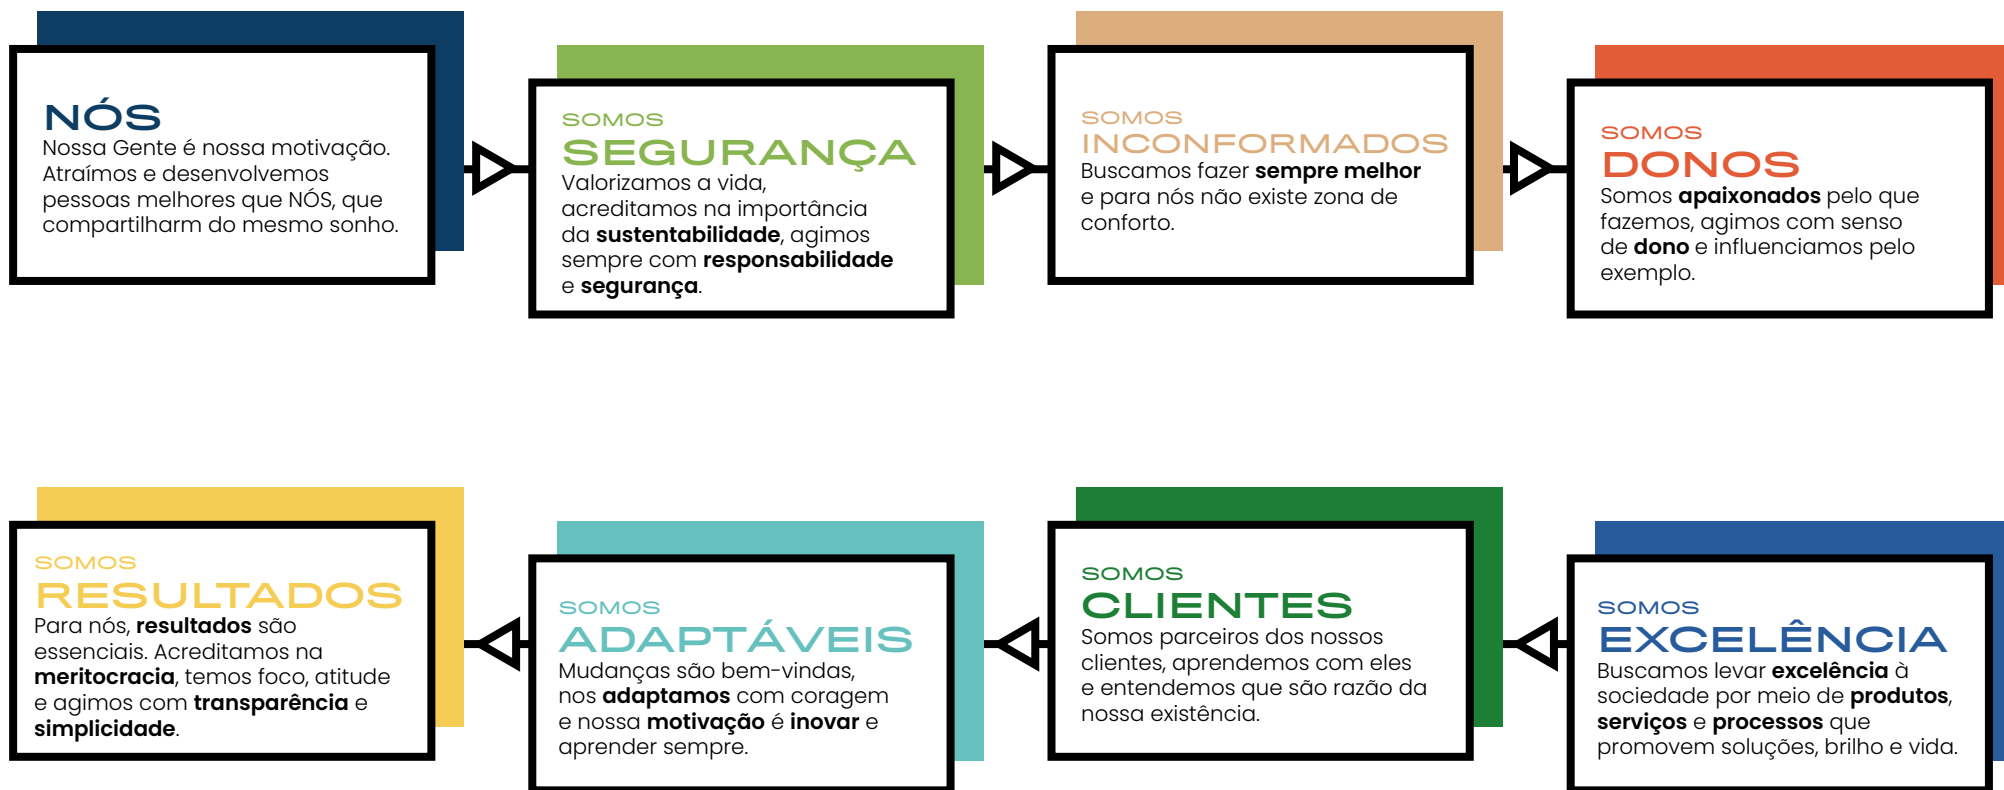 NÓS
Nossa Gente é nossa motivação.
Atraímos e desenvolvemos
pessoas melhores que NÓS, que
compartilharm do mesmo sonho.
SOMOS
SEGURANÇA
Valorizamos a vida,
acreditamos na importância
da sustentabilidade, agimos
sempre com responsabilidade
e segurança.
SOMOS
INCONFORMADOS
Buscamos fazer sempre melhor
e para nós não existe zona de
conforto.
SOMOS
DONOS
Somos apaixonados pelo que
fazemos, agimos com senso
de dono e influenciamos pelo
exemplo.
SOMOS
EXCELÊNCIA
Buscamos levar excelência à
sociedade por meio de produtos,
serviços e processos que
promovem soluções, brilho e vida.
SOMOS
CLIENTES
Somos parceiros dos nossos
clientes, aprendemos com eles
e entendemos que são razão da
nossa existência.
SOMOS
ADAPTÁVEIS
Mudanças são bem-vindas,
nos adaptamos com coragem
e nossa motivação é inovar e
aprender sempre.
SOMOS
RESULTADOS
Para nós, resultados são
essenciais. Acreditamos na
meritocracia, temos foco, atitude
e agimos com transparência e
simplicidade.